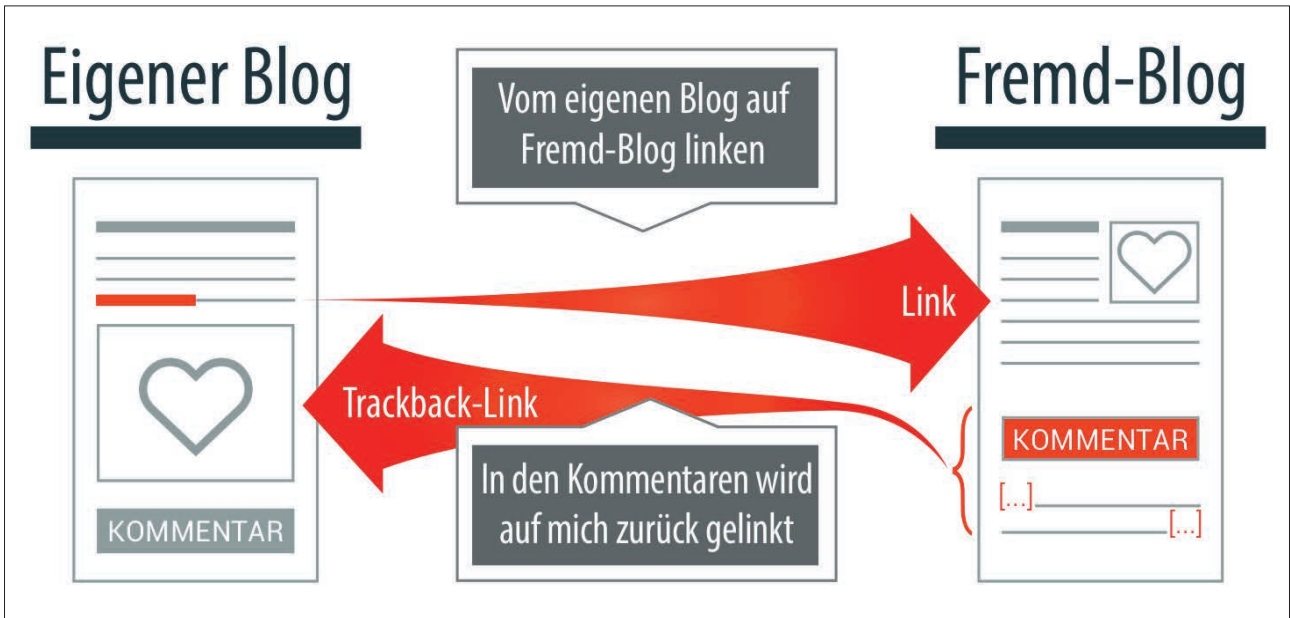 Eigener Blog
Vom eigenen Blog auf
Fremd-Blog linken
Fremd-Blog
Link
Trackback-Link
KOMMENTAR
In den Kommentaren wird
auf mich zurück gelinkt
KOMMENTAR
[...]
[...]